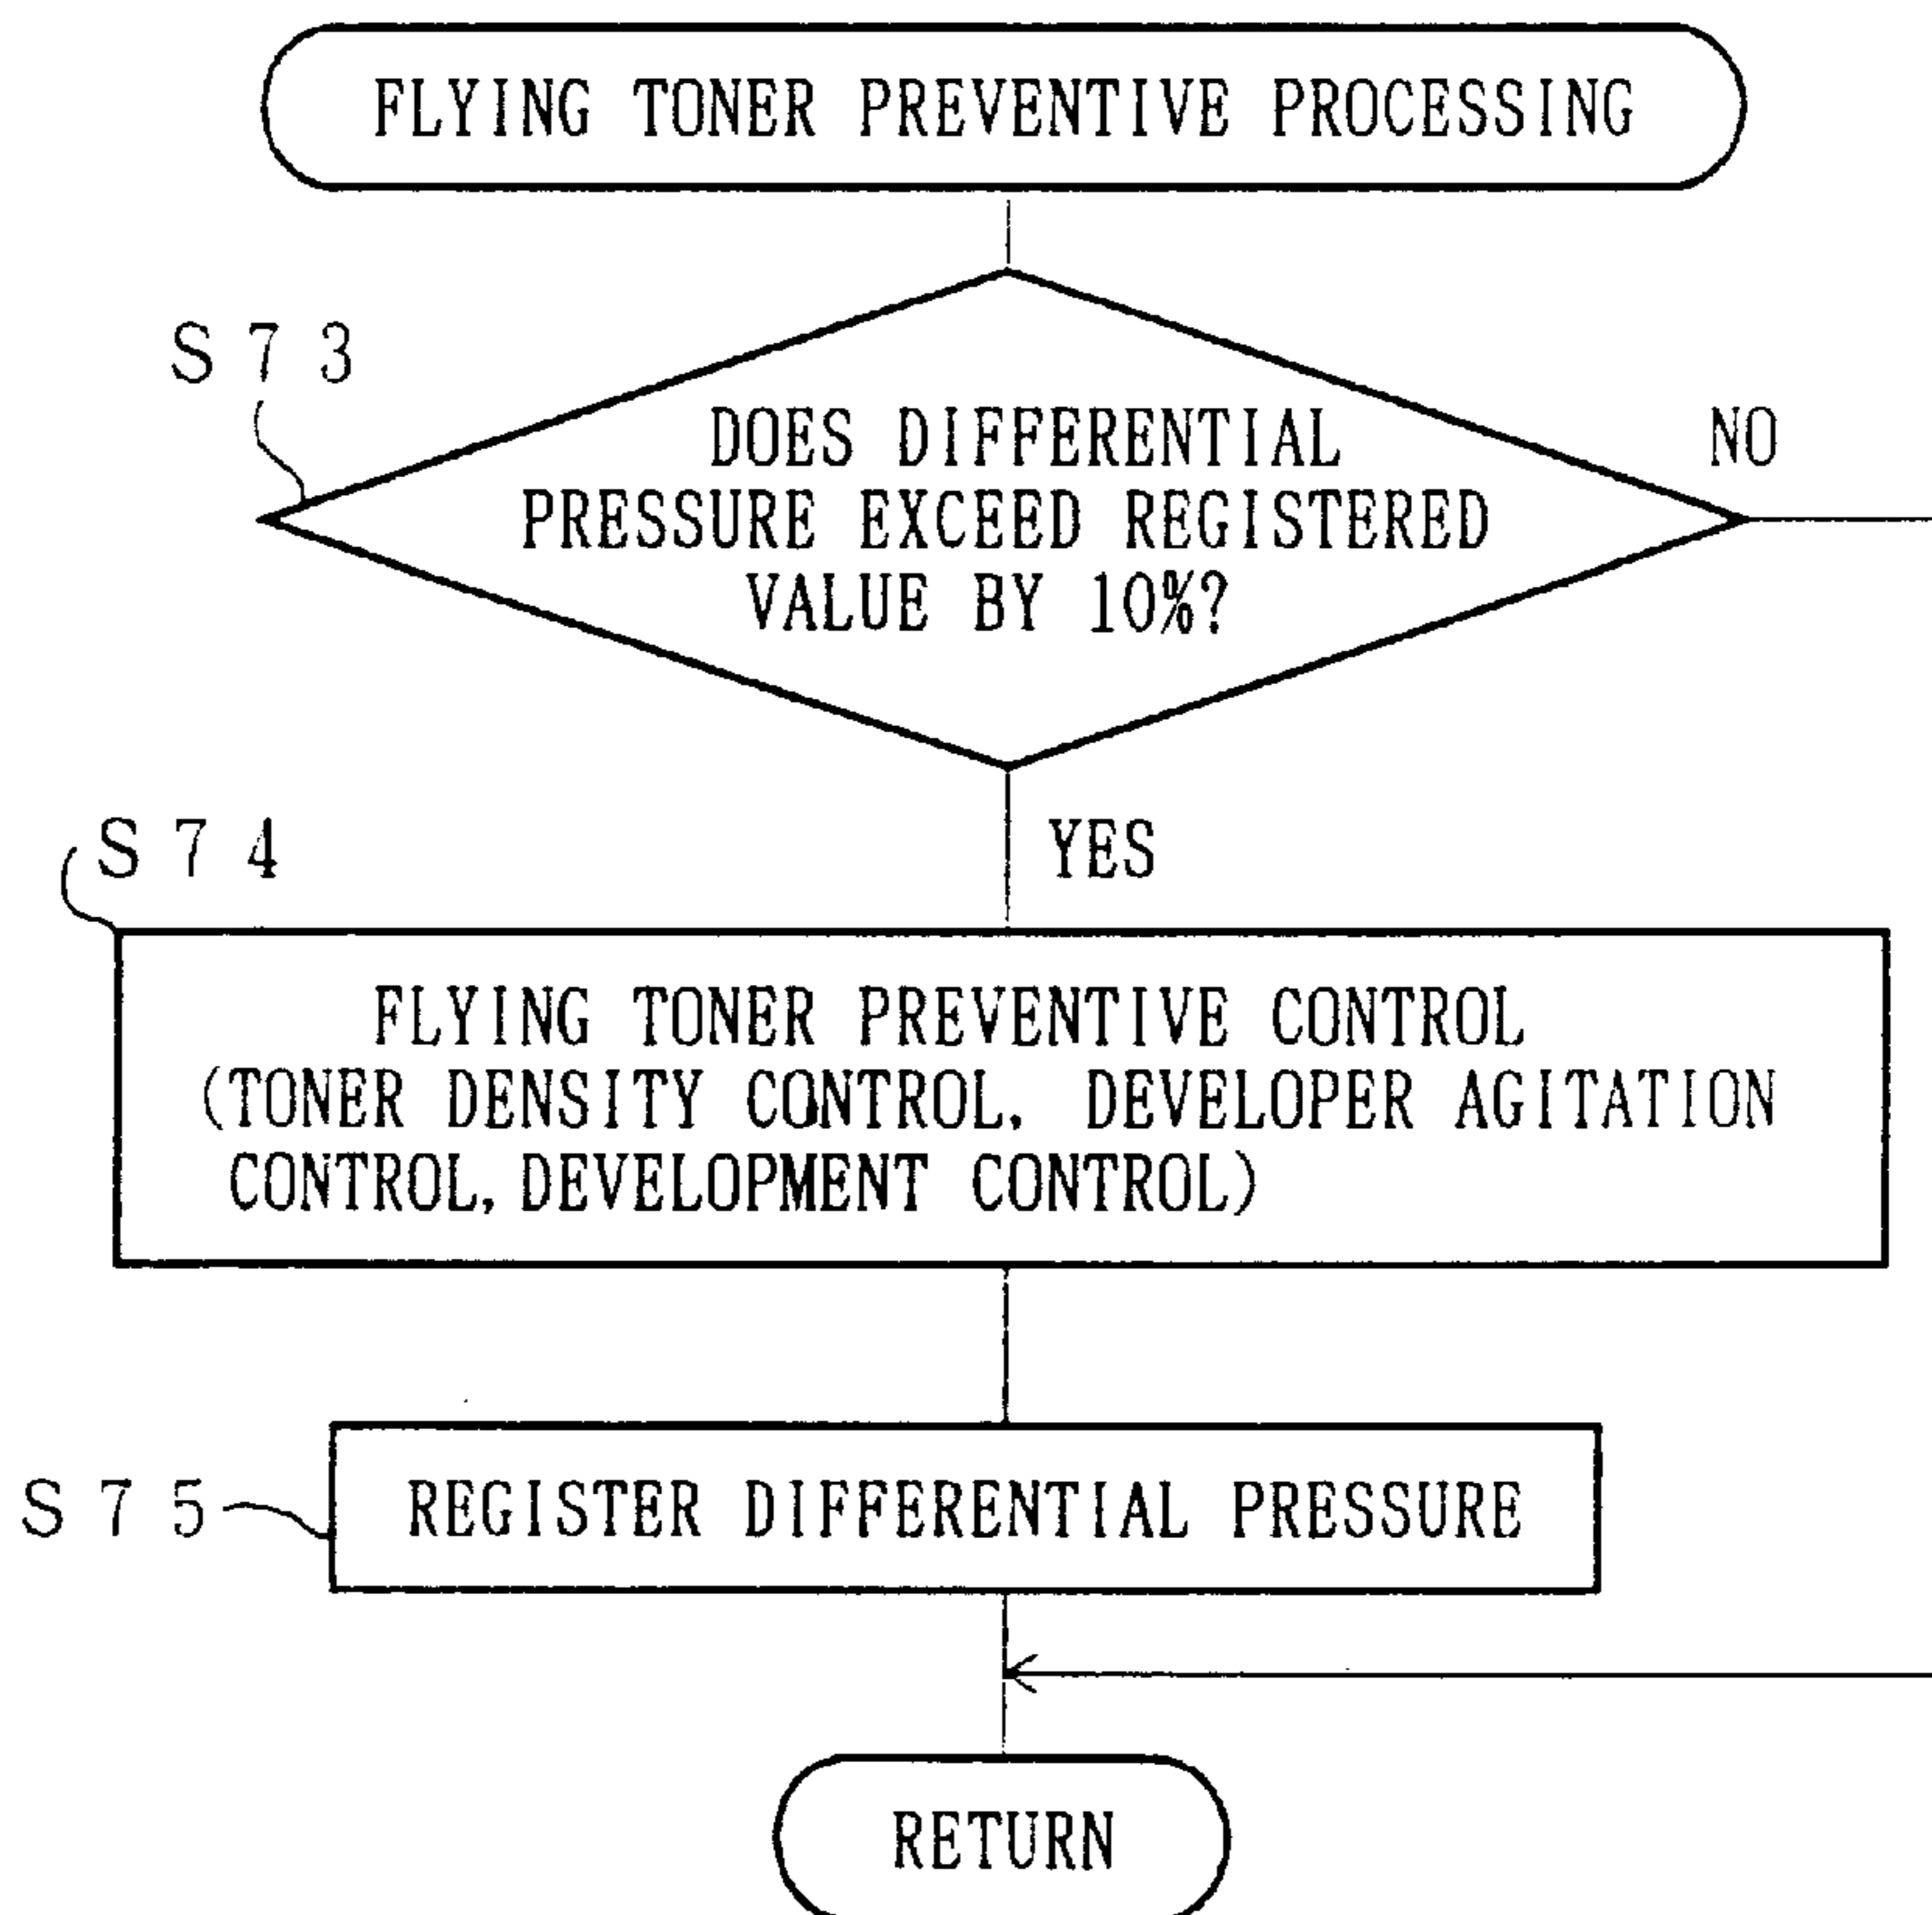 FLYING TONER PREVENTIVE PROCESSING
S73
DOES DIFFERENTIAL
PRESSURE EXCEED REGISTERED
VALUE BY 10%?
NO
YES
S74
FLYING TONER PREVENTIVE CONTROL
(TONER DENSITY CONTROL, DEVELOPER AGITATION
CONTROL, DEVELOPMENT CONTROL)
S75
REGISTER DIFFERENTIAL PRESSURE
RETURN